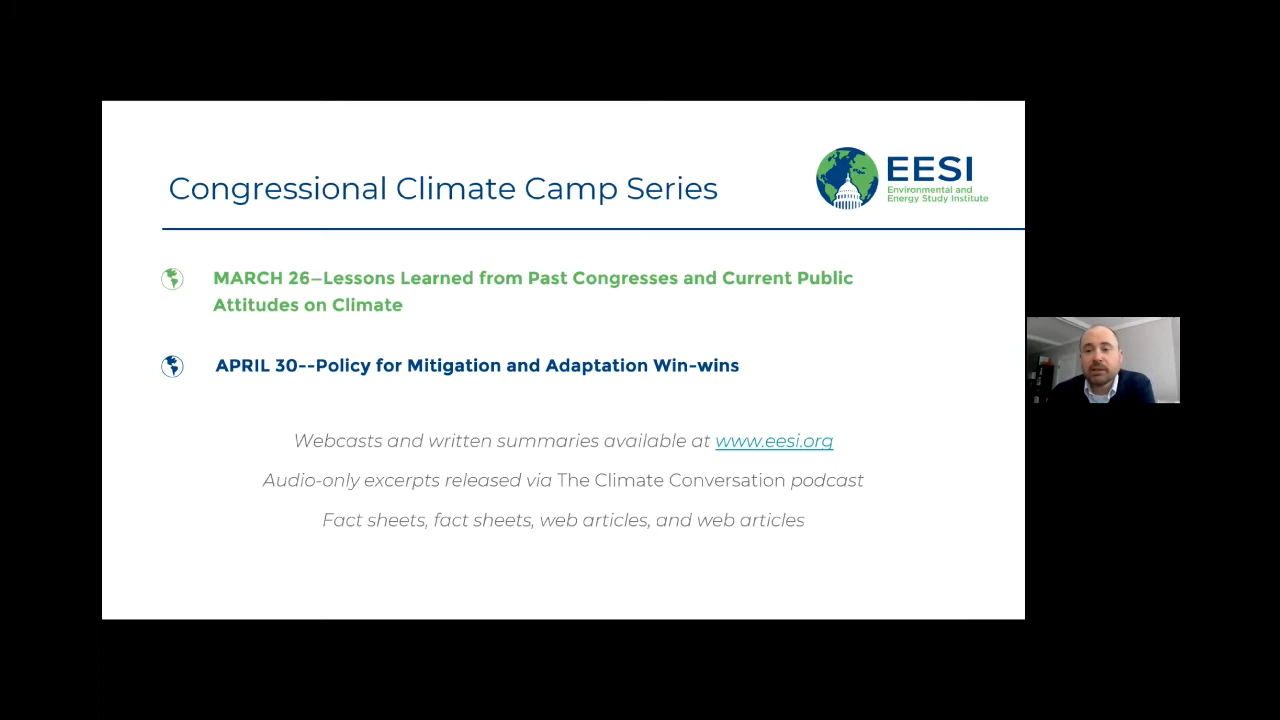 Congressional Climate Camp Series
EESI
Environmental and
Energy Study Institute
MARCH 26—Lessons Learned from Past Congresses and Current Public
Attitudes on Climate
APRIL 30--Policy for Mitigation and Adaptation Win-wins
Webcasts and written summaries available at www.eesi.org
Audio-only excerpts released via The Climate Conversation podcast
Fact sheets, fact sheets, web articles, and web articles